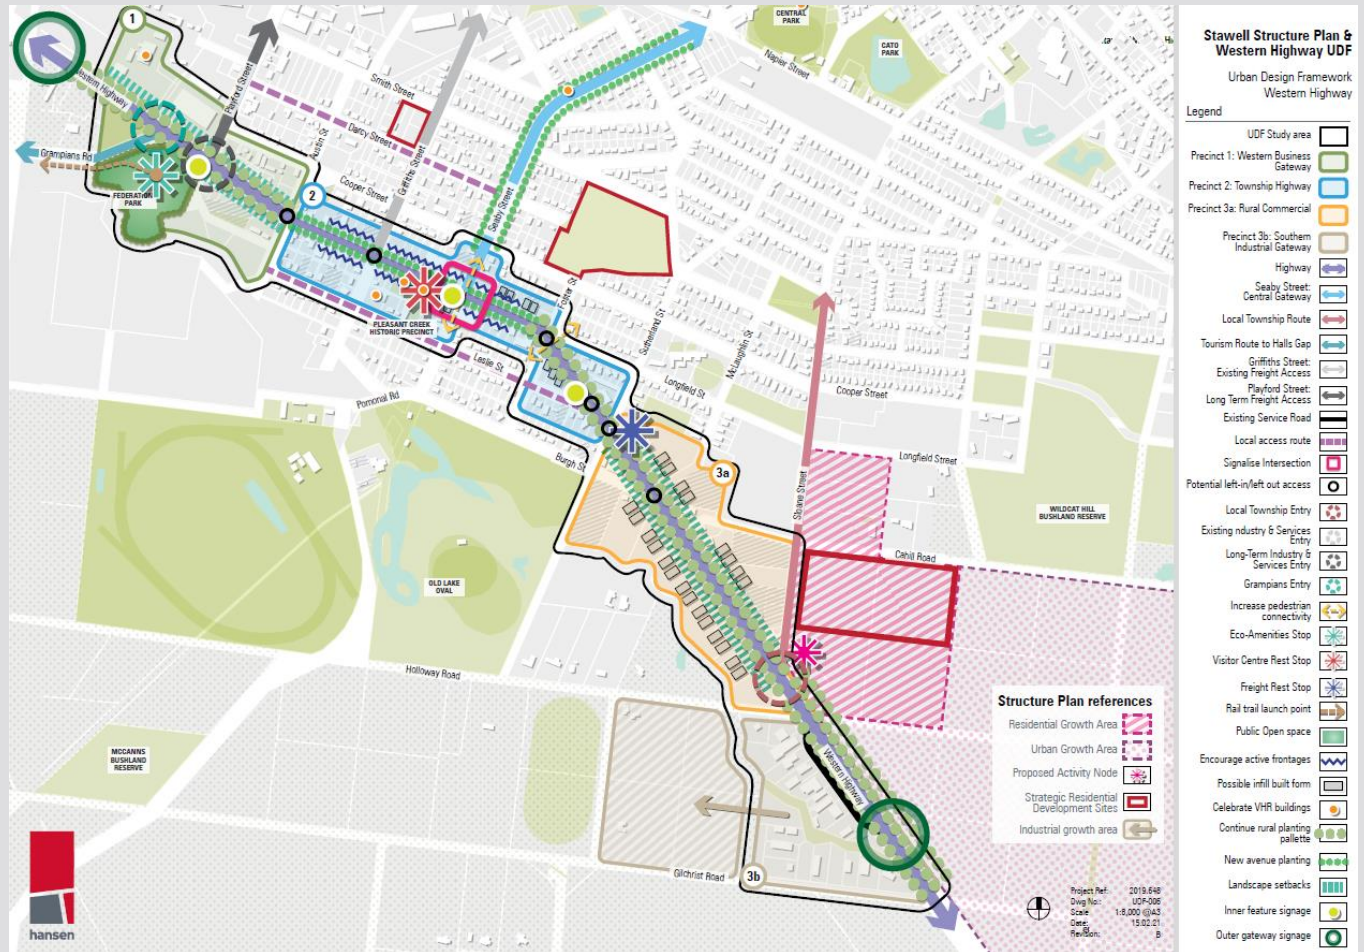 Stawell Structure Plan &
Western Highway UDF
Urban Design Framework
Western Highway
Legend
UDF Study area
Precinct 1: Western Business
Gateway
Precinct 2: Township Highway
Precinct 3a: Rural Commercial
Precinct 3b: Southern
Industrial Gateway
Highway
Seaby Street:
Central Gateway
Local Township Route
Tourism Route to Halls Gap
Griffiths Street:
Existing Freight Access
Playford Street:
Long Term Freight Access
Existing Service Road
Local access route
Signalise Intersection
Potential left-in/left out access
Local Township Entry
Existing ndustry & Services
Entry
Long-Term Industry &
Services Entry
Grampians Entry
Increase pedestrian
connectivity
Eco-Amenities Stop
Visitor Centre Rest Stop
Freight Rest Stop
Rail trail launch point
Public Open space
Encourage active frontages
Possible infill built form
Celebrate VHR buildings
Continue rural planting
pallette
New avenue planting
Landscape setbacks
Inner feature signage
Outer gateway signage
1
CENTRAL
PARK
CATO
PARK
Napier Street
Smith Street
Playford Street
Western Highway
Darcy Street
Austin St
Griffiths Street
Cooper Street
Seaby Street
Grampians Rd
FEDERATION
PARK
2
Foster St
PLEASANT CREEK
HISTORIC PRECINCT
Sutherland St
McLaughlin St
Leslie St
Longfield St
Cooper Street
Pomonal Rd
Burgh St
3a
Longfield Street
Sloane Street
WILDCAT HILL
BUSHLAND RESERVE
Cahill Road
OLD LAKE
OVAL
Holloway Road
MCCANNS
BUSHLAND
RESERVE
Western Highway
Gilchrist Road
3b
Structure Plan references
Residential Growth Area
Urban Growth Area
Proposed Activity Node
Strategic Residential
Development Sites
Industrial growth area
Project Ref: 2019.648
Dwg No.: UDF-006
Scale 1:8,000 @A3
Date: 15.02.21
Revision: B
hansen